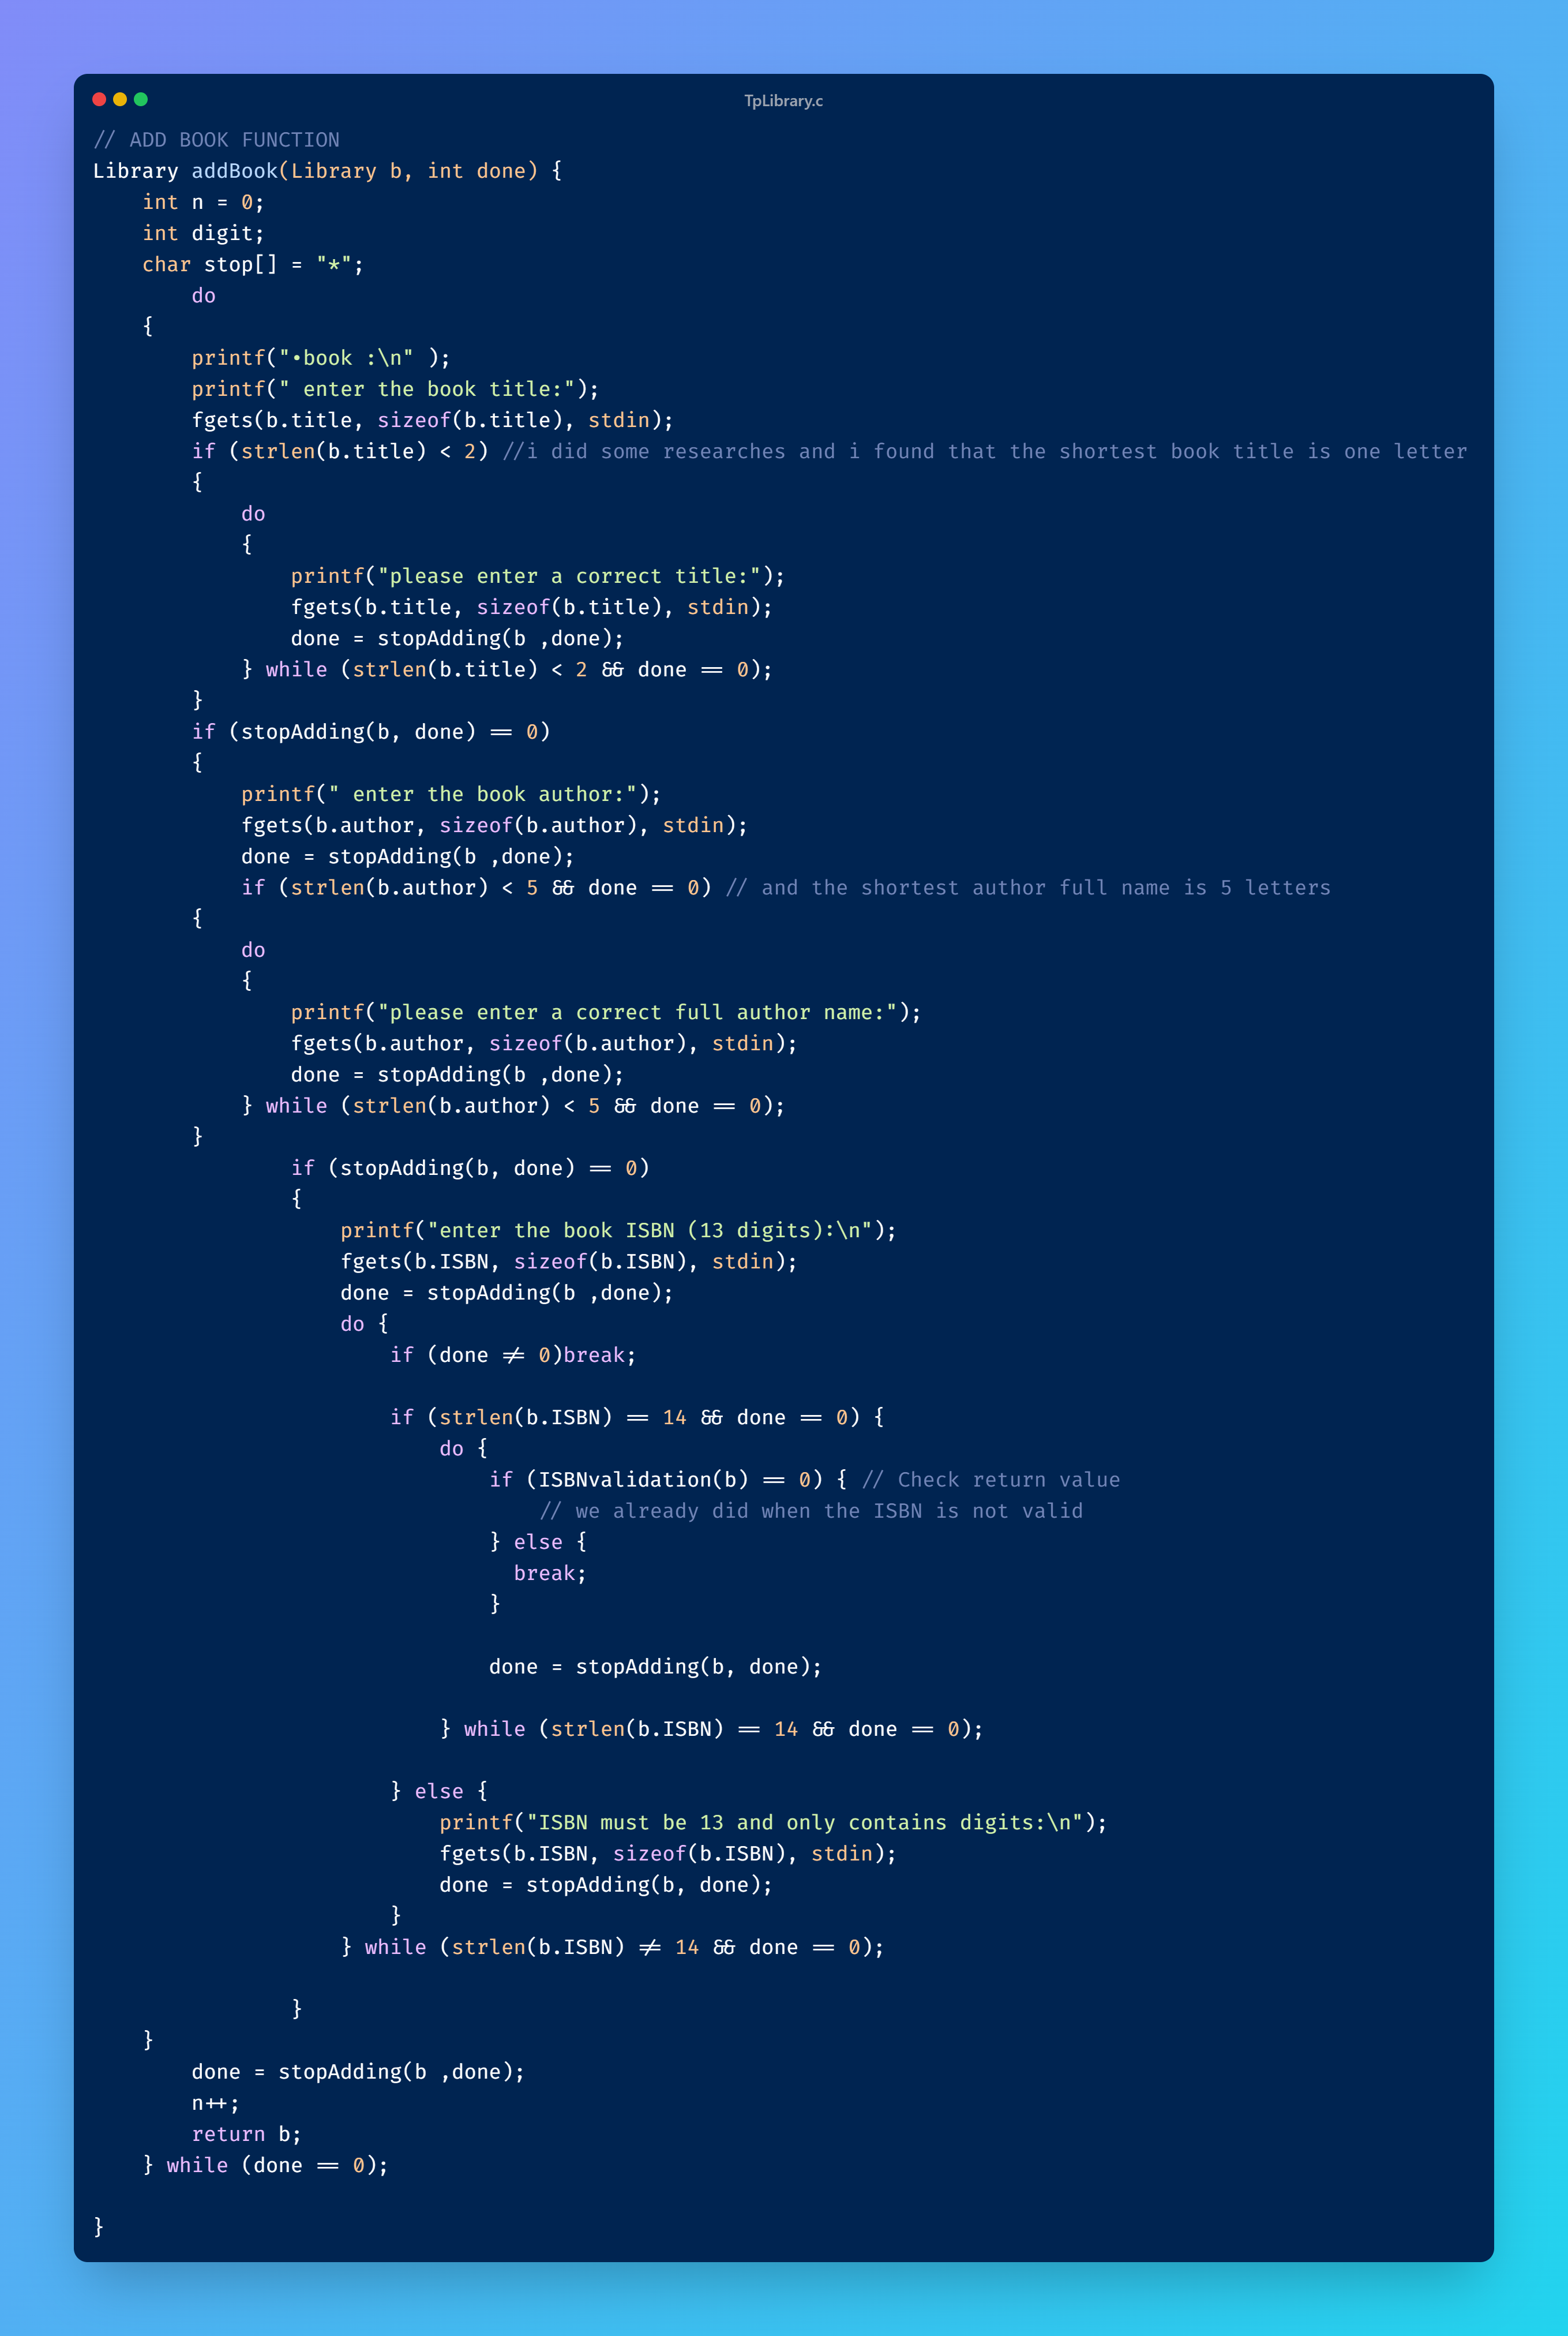 TpLibrary.c
// ADD BOOK FUNCTION
Library addBook(Library b, int done) {
    int n = 0;
    int digit;
    char stop[] = "*";
        do
    {
        printf("•book :\n" );
        printf(" enter the book title:");
        fgets(b.title, sizeof(b.title), stdin);
        if (strlen(b.title) < 2) //i did some researches and i found that the shortest book title is one letter
        {
            do
            {
                printf("please enter a correct title:");
                fgets(b.title, sizeof(b.title), stdin);
                done = stopAdding(b ,done);
            } while (strlen(b.title) < 2 && done == 0);
        }
        if (stopAdding(b, done) == 0)
        {
            printf(" enter the book author:");
            fgets(b.author, sizeof(b.author), stdin);
            done = stopAdding(b ,done);
            if (strlen(b.author) < 5 && done == 0) // and the shortest author full name is 5 letters
        {
            do
            {
                printf("please enter a correct full author name:");
                fgets(b.author, sizeof(b.author), stdin);
                done = stopAdding(b ,done);
            } while (strlen(b.author) < 5 && done == 0);
        }
                if (stopAdding(b, done) == 0)
                {
                    printf("enter the book ISBN (13 digits):\n");
                    fgets(b.ISBN, sizeof(b.ISBN), stdin);
                    done = stopAdding(b ,done);
                    do {
                        if (done != 0)break;
                        if (strlen(b.ISBN) == 14 && done == 0) {
                            do {
                                if (ISBNvalidation(b) == 0) { // Check return value
                                    // we already did when the ISBN is not valid
                                } else {
                                  break;
                                }
                                done = stopAdding(b, done);
                            } while (strlen(b.ISBN) == 14 && done == 0);
                        } else {
                            printf("ISBN must be 13 and only contains digits:\n");
                            fgets(b.ISBN, sizeof(b.ISBN), stdin);
                            done = stopAdding(b, done);
                        }
                    } while (strlen(b.ISBN) != 14 && done == 0);
                }
    }
        done = stopAdding(b ,done);
        n++;
        return b;
    } while (done == 0);
}